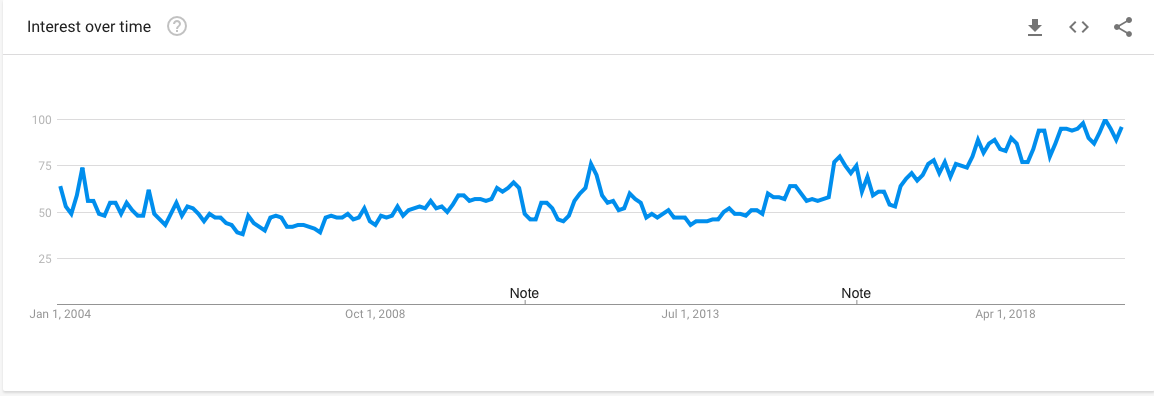 Interest over time ?
100
75
50
25
Note Note
Jan 1, 2004 Oct 1, 2008 Jul 1, 2013 Apr 1, 2018